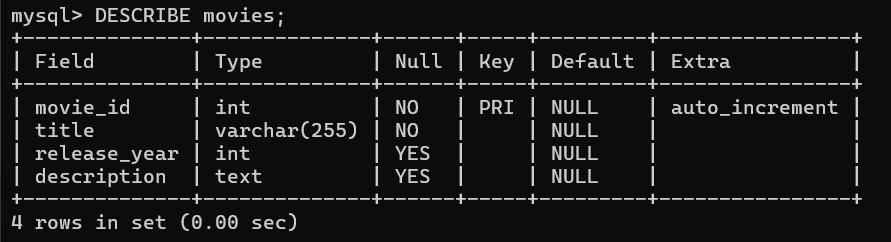 mysql> DESCRIBE movies;
+--------------+--------------+------+-----+---------+----------------+
| Field        | Type         | Null | Key | Default | Extra          |
+--------------+--------------+------+-----+---------+----------------+
| movie_id     | int          | NO   | PRI | NULL    | auto_increment |
| title        | varchar(255) | NO   |     | NULL    |                |
| release_year | int          | YES  |     | NULL    |                |
| description  | text         | YES  |     | NULL    |                |
+--------------+--------------+------+-----+---------+----------------+
4 rows in set (0.00 sec)